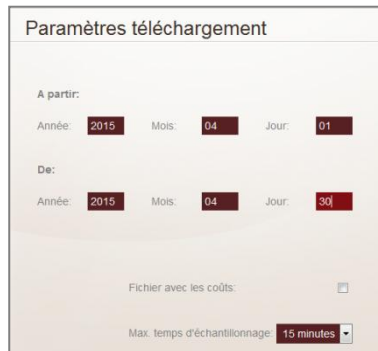 Paramètres téléchargement
A partir:
Année: 2015 Mois: 04 Jour: 01
De:
Année: 2015 Mois: 04 Jour: 30
Fichier avec les coûts:
Max. temps d'échantillonnage: 15 minutes